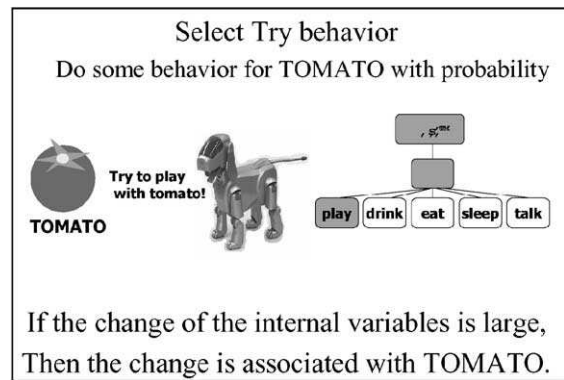 Select Try behavior
Do some behavior for TOMATO with probability
Try to play
with tomato!
TOMATO
play drink eat sleep talk
If the change of the internal variables is large,
Then the change is associated with TOMATO.